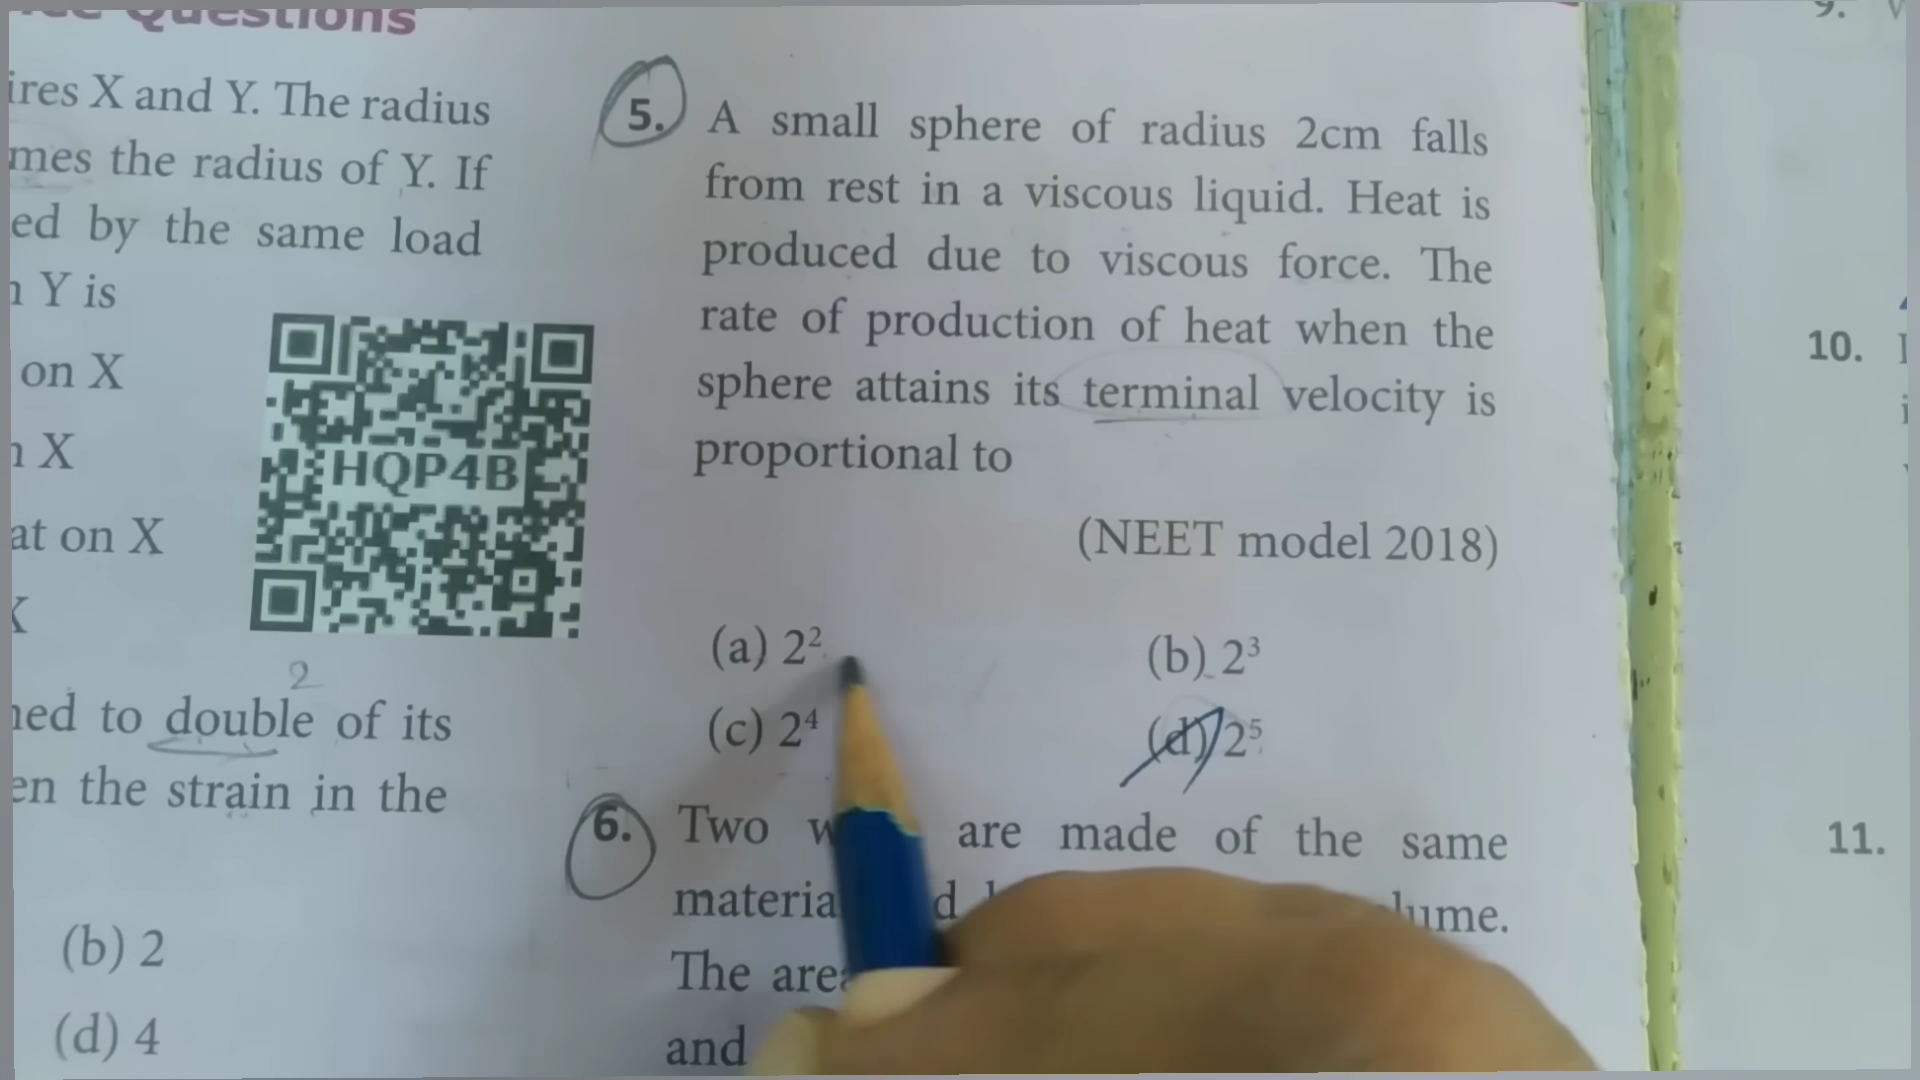 Questions
ires X and Y. The radius
mes the radius of Y. If
ed by the same load
Y is
on X
X
HQP4B
at on X
2
ned to double of its
en the strain in the
(b) 2
(d) 4
5. A small sphere of radius 2cm falls
from rest in a viscous liquid. Heat is
produced due to viscous force. The
rate of production of heat when the
sphere attains its terminal velocity is
proportional to
(NEET model 2018)
(a) 2² (b) 2³
(c) 2⁴ (d) 2⁵
6. Two are made of the same
materia lume.
The are
and
9.
10.
11.